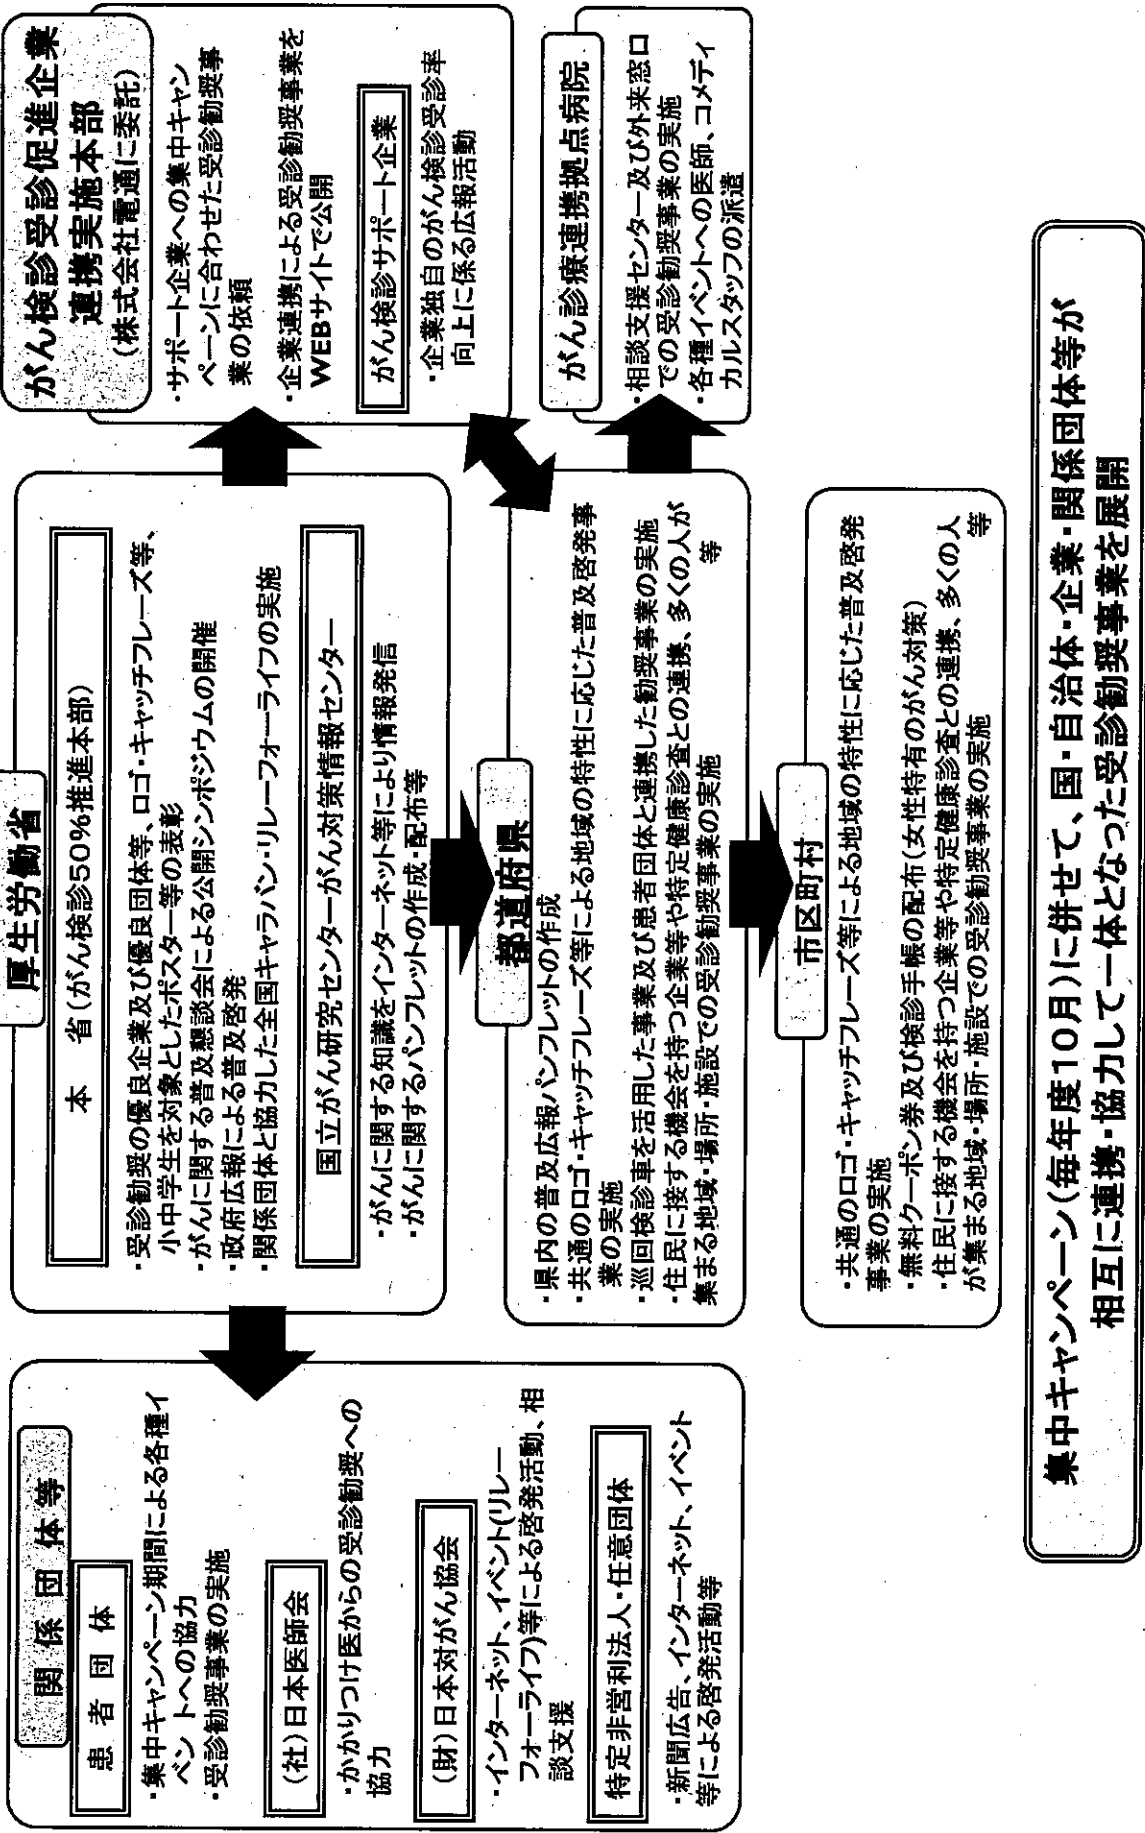 厚生労働省
本　省(がん検診50%推進本部)
・受診勧奨の優良企業及び優良団体等、ロゴ・キャッチフレーズ等、
小中学生を対象としたポスター等の表彰
・がんに関する普及懇談会による公開シンポジウムの開催
・政府広報による普及啓発
・関係団体と協力した全国キャラバン・リレーフォーライフの実施
国立がん研究センターがん対策情報センター
・がんに関する知識をインターネット等により情報発信
・がんに関するパンフレットの作成・配布等
関係団体等
患者団体
・集中キャンペーン期間による各種イ
ベントへの協力
・受診勧奨事業の実施
(社)日本医師会
・かかりつけ医からの受診勧奨への
協力
(財)日本対がん協会
・インターネット、イベント(リレー
フォーライフ)等による啓発活動、相
談支援
特定非営利法人・任意団体
・新聞広告、インターネット、イベント
等による啓発活動等
がん検診受診促進企業
連携実施本部
(株式会社電通に委託)
・サポート企業への集中キャン
ペーンに合わせた受診勧奨事
業の依頼
・企業連携による受診勧奨事業を
WEBサイトで公開
がん検診サポート企業
・企業独自のがん検診受診率
向上に係る広報活動
都道府県
・県内の普及広報パンフレットの作成
・共通のロゴ・キャッチフレーズ等による地域の特性に応じた普及啓発事
業の実施
・巡回検診車を活用した事業及び患者団体と連携した勧奨事業の実施
・住民に接する機会を持つ企業等や特定健康診査との連携、多くの人が
集まる地域・場所・施設での受診勧奨事業の実施　等
がん診療連携拠点病院
・相談支援センター及び外来窓口
での受診勧奨事業の実施
・各種イベントへの医師、コメディ
カルスタッフの派遣
市区町村
・共通のロゴ・キャッチフレーズ等による地域の特性に応じた普及啓発
事業の実施
・無料クーポン券及び検診手帳の配布(女性特有のがん対策)
・住民に接する機会を持つ企業等や特定健康診査との連携、多くの人
が集まる地域・場所・施設での受診勧奨事業の実施　等
集中キャンペーン(毎年度10月)に併せて、国・自治体・企業・関係団体等が
相互に連携・協力して一体となった受診勧奨事業を展開